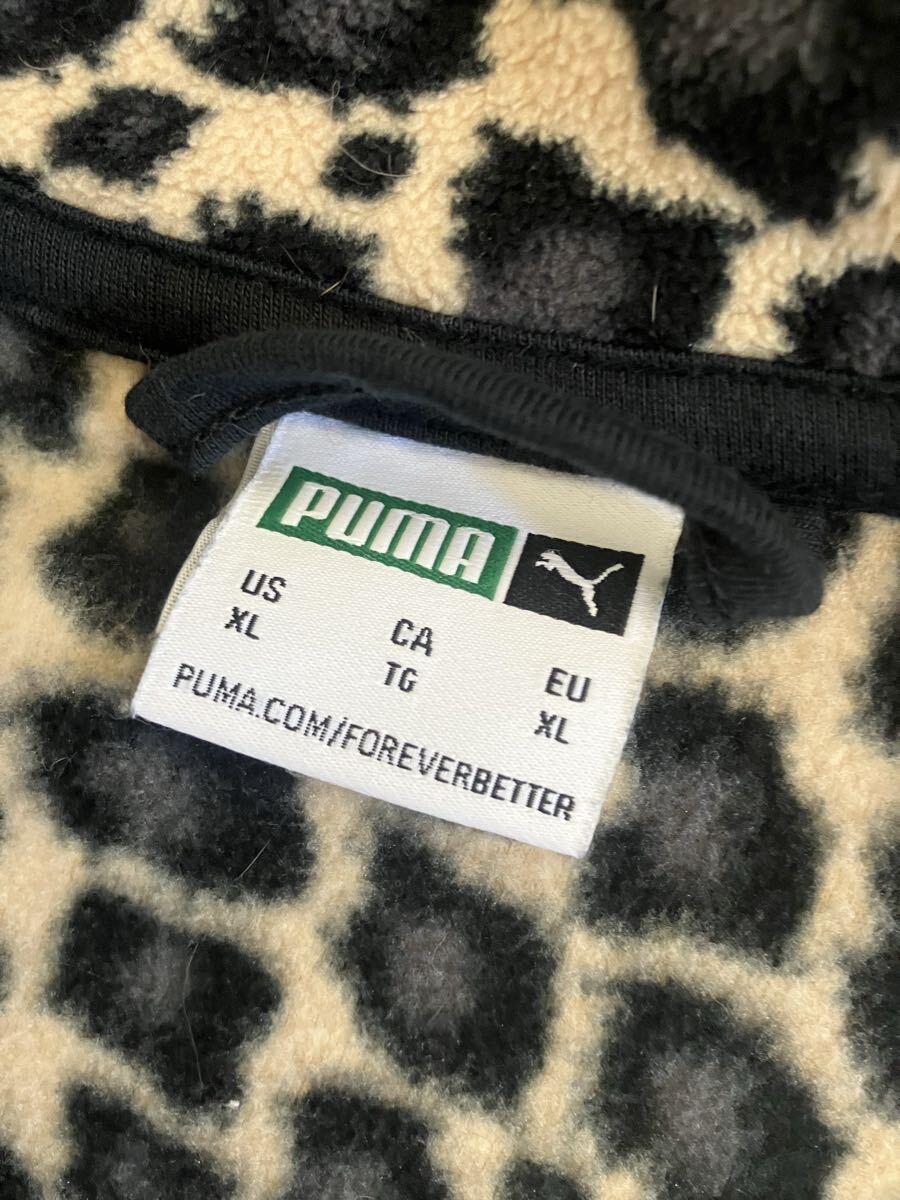 PUMA
US CA EU
XL TG XL
PUMA.COM/FOREVERBETTER